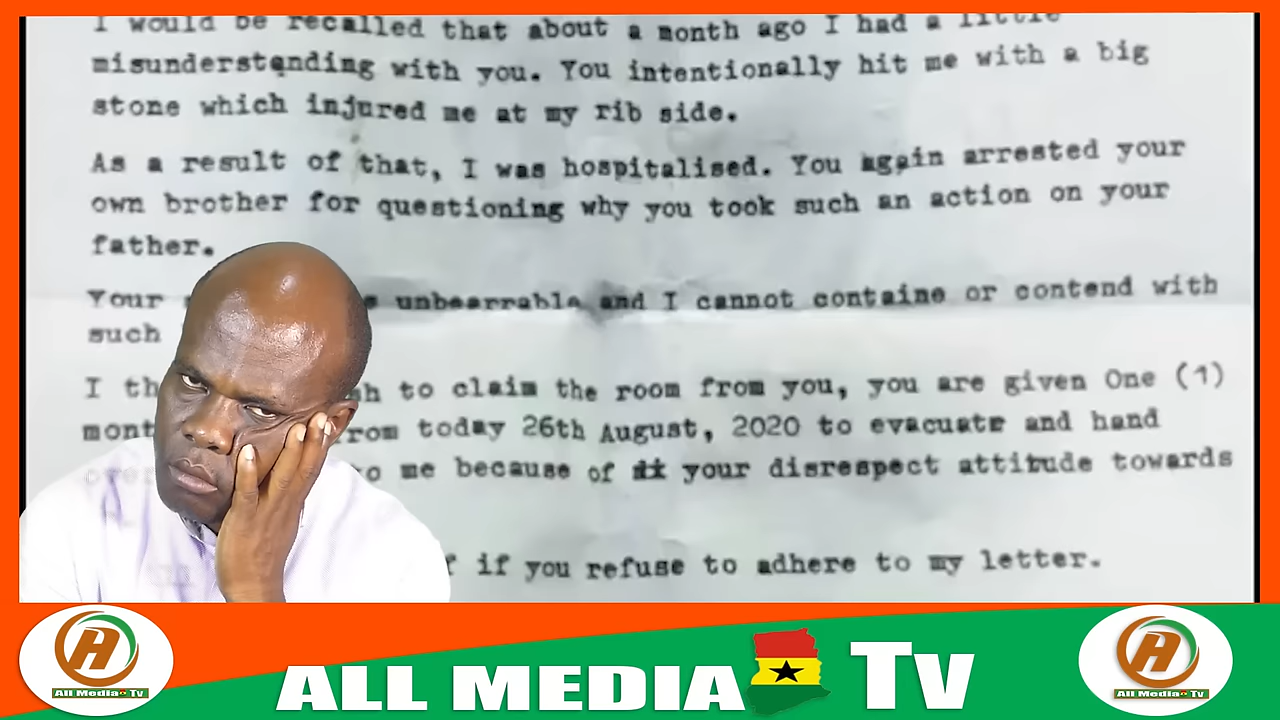 I would be recalled that about a month ago I had a little
misunderstanding with you. You intentionally hit me with a big
stone which injured me at my rib side.
As a result of that, I was hospitalised. You again arrested your
own brother for questioning why you took such an action on your
father.
Your unbearrable and I cannot containe or contend with
such
I to claim the room from you, you are given One (1)
today 26th August, 2020 to evacuate and hand
me because of your disrespect attitude towards
if you refuse to adhere to my letter.
ALL MEDIA TV
All Media Tv
All Media Tv